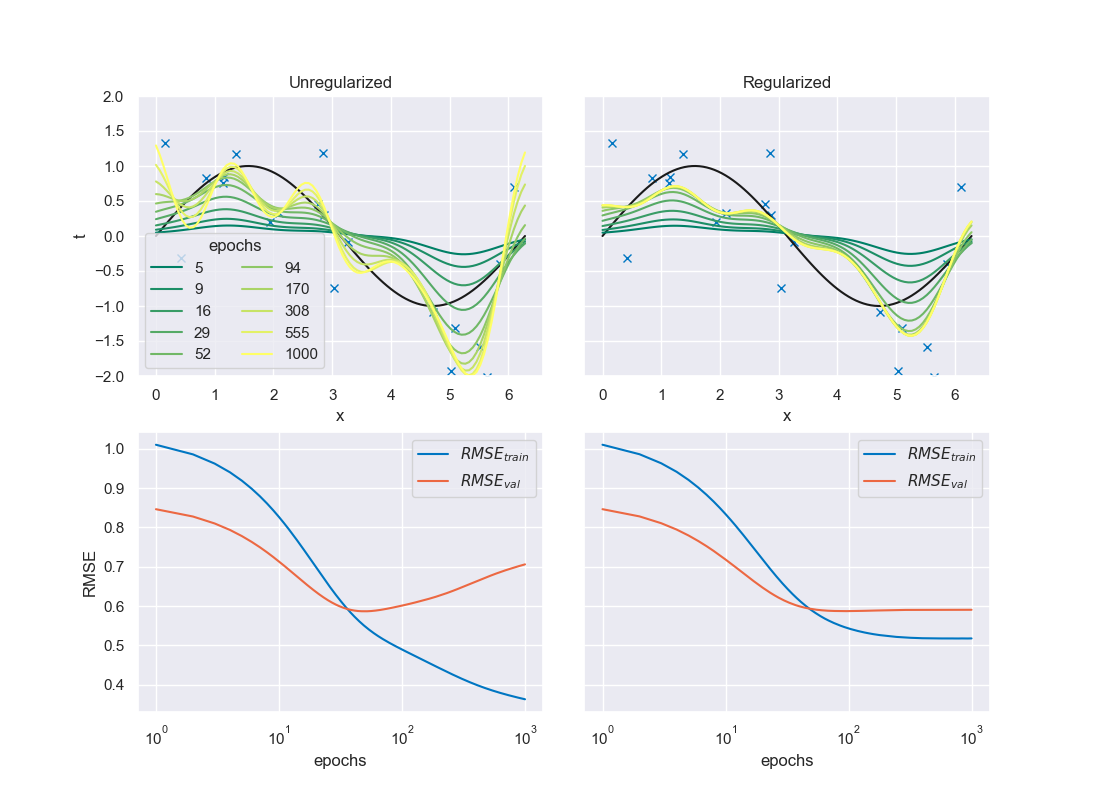 Unregularized
Regularized
2.0
1.5
1.0
0.5
0.0
−0.5
−1.0
−1.5
−2.0
t
epochs
5 94
9 170
16 308
29 555
52 1000
0 1 2 3 4 5 6
x
0 1 2 3 4 5 6
x
1.0
0.9
0.8
0.7
0.6
0.5
0.4
RMSE
RMSE_train
RMSE_val
RMSE_train
RMSE_val
10^0 10^1 10^2 10^3
epochs
10^0 10^1 10^2 10^3
epochs